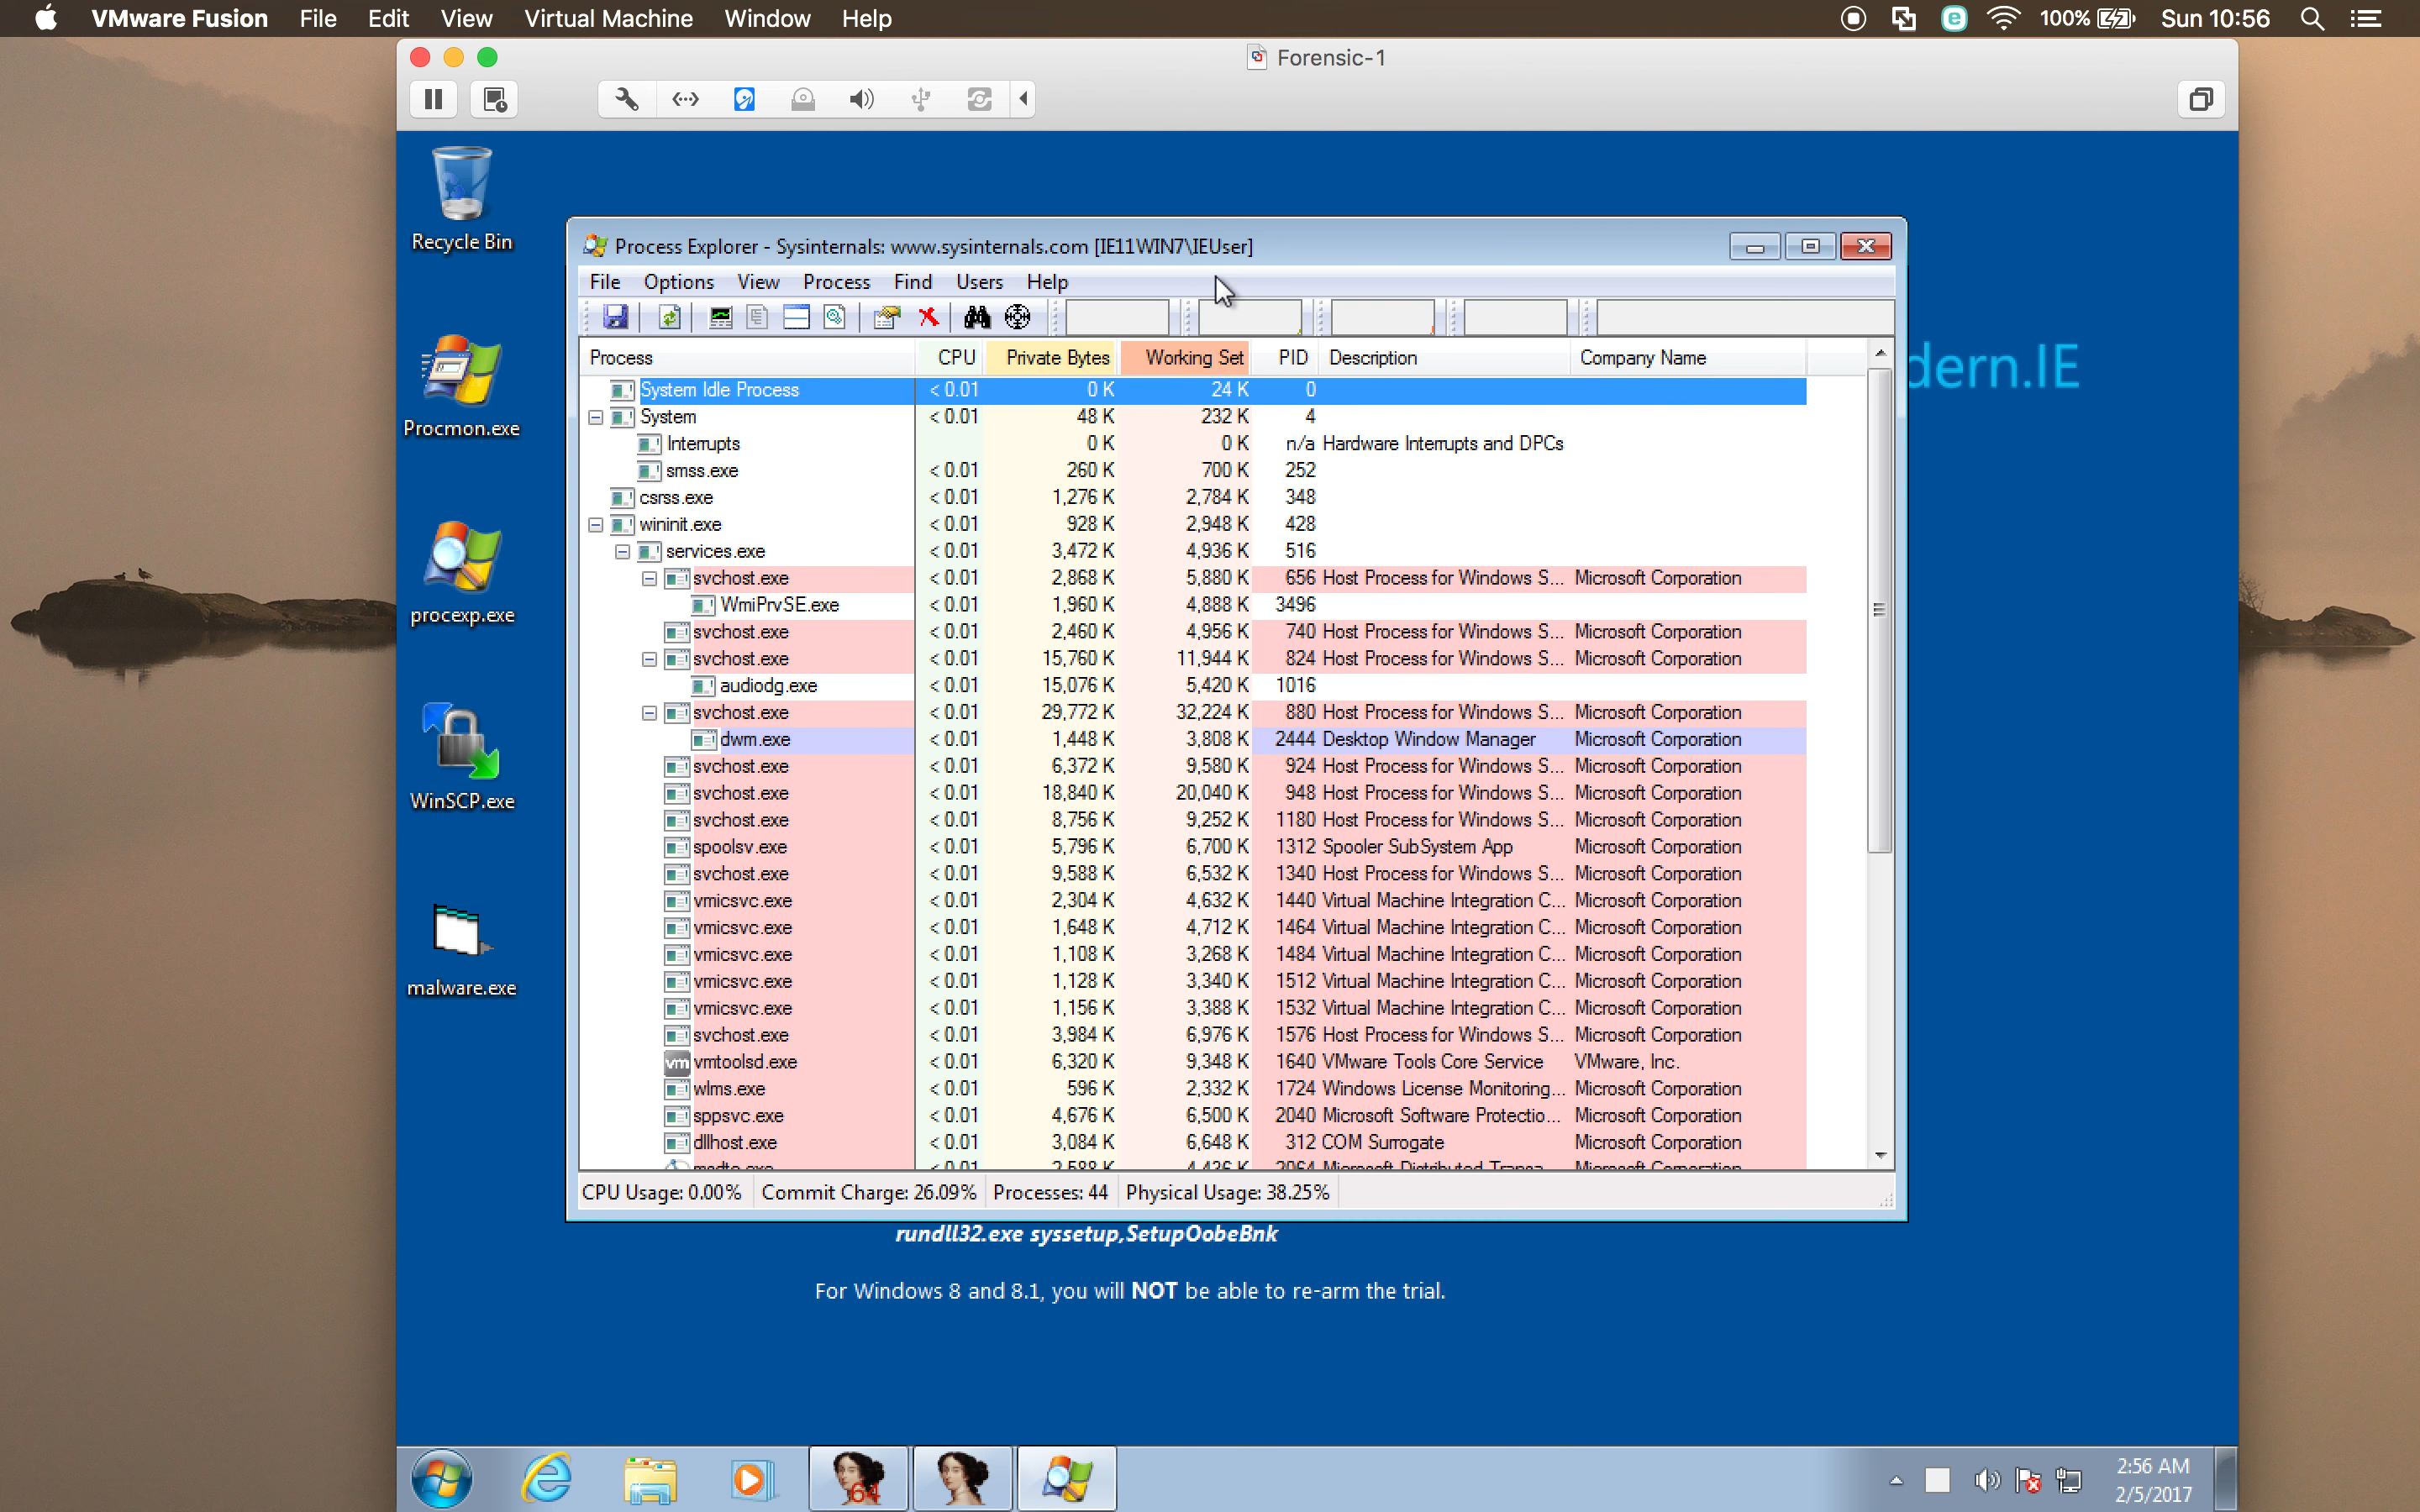 VMware Fusion File Edit View Virtual Machine Window Help 100% Sun 10:56
Forensic-1
Recycle Bin
Procmon.exe
procexp.exe
WinSCP.exe
malware.exe
dern.IE
Process Explorer - Sysinternals: www.sysinternals.com [IE11WIN7\IEUser]
File Options View Process Find Users Help
Process CPU Private Bytes Working Set PID Description Company Name
System Idle Process < 0.01 0 K 24 K 0
System < 0.01 48 K 232 K 4
Interrupts 0 K 0 K n/a Hardware Interrupts and DPCs
smss.exe < 0.01 260 K 700 K 252
csrss.exe < 0.01 1,276 K 2,784 K 348
wininit.exe < 0.01 928 K 2,948 K 428
services.exe < 0.01 3,472 K 4,936 K 516
svchost.exe < 0.01 2,868 K 5,880 K 656 Host Process for Windows S... Microsoft Corporation
WmiPrvSE.exe < 0.01 1,960 K 4,888 K 3496
svchost.exe < 0.01 2,460 K 4,956 K 740 Host Process for Windows S... Microsoft Corporation
svchost.exe < 0.01 15,760 K 11,944 K 824 Host Process for Windows S... Microsoft Corporation
audiodg.exe < 0.01 15,076 K 5,420 K 1016
svchost.exe < 0.01 29,772 K 32,224 K 880 Host Process for Windows S... Microsoft Corporation
dwm.exe < 0.01 1,448 K 3,808 K 2444 Desktop Window Manager Microsoft Corporation
svchost.exe < 0.01 6,372 K 9,580 K 924 Host Process for Windows S... Microsoft Corporation
svchost.exe < 0.01 18,840 K 20,040 K 948 Host Process for Windows S... Microsoft Corporation
svchost.exe < 0.01 8,756 K 9,252 K 1180 Host Process for Windows S... Microsoft Corporation
spoolsv.exe < 0.01 5,796 K 6,700 K 1312 Spooler SubSystem App Microsoft Corporation
svchost.exe < 0.01 9,588 K 6,532 K 1340 Host Process for Windows S... Microsoft Corporation
vmicsvc.exe < 0.01 2,304 K 4,632 K 1440 Virtual Machine Integration C... Microsoft Corporation
vmicsvc.exe < 0.01 1,648 K 4,712 K 1464 Virtual Machine Integration C... Microsoft Corporation
vmicsvc.exe < 0.01 1,108 K 3,268 K 1484 Virtual Machine Integration C... Microsoft Corporation
vmicsvc.exe < 0.01 1,128 K 3,340 K 1512 Virtual Machine Integration C... Microsoft Corporation
vmicsvc.exe < 0.01 1,156 K 3,388 K 1532 Virtual Machine Integration C... Microsoft Corporation
svchost.exe < 0.01 3,984 K 6,976 K 1576 Host Process for Windows S... Microsoft Corporation
vm vmtoolsd.exe < 0.01 6,320 K 9,348 K 1640 VMware Tools Core Service VMware, Inc.
wlms.exe < 0.01 596 K 2,332 K 1724 Windows License Monitoring... Microsoft Corporation
sppsvc.exe < 0.01 4,676 K 6,500 K 2040 Microsoft Software Protectio... Microsoft Corporation
dllhost.exe < 0.01 3,084 K 6,648 K 312 COM Surrogate Microsoft Corporation
msdtc.exe < 0.01 2,588 K 4,436 K 2064 Microsoft Distributed Transa... Microsoft Corporation
CPU Usage: 0.00% Commit Charge: 26.09% Processes: 44 Physical Usage: 38.25%
rundll32.exe syssetup,SetupOobeBnk
For Windows 8 and 8.1, you will NOT be able to re-arm the trial.
64
2:56 AM
2/5/2017